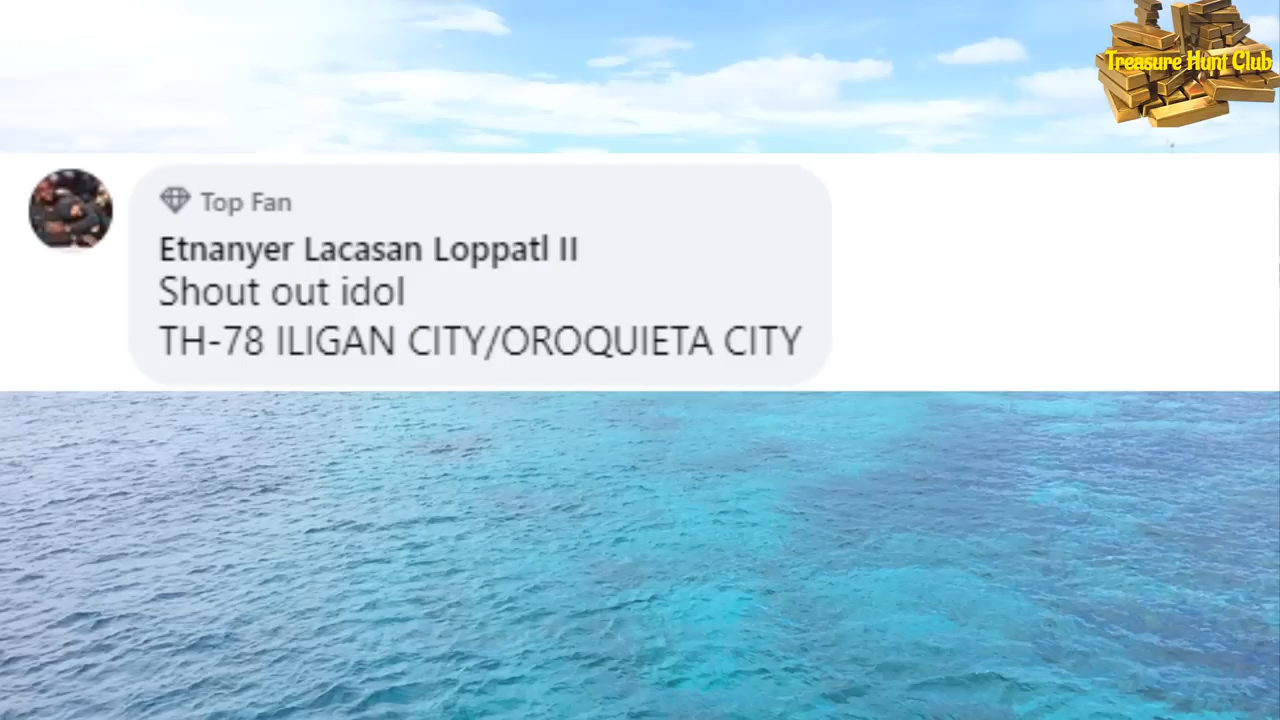 Treasure Hunt Club
Top Fan
Etnanyer Lacasan Loppatl II
Shout out idol
TH-78 ILIGAN CITY/OROQUIETA CITY